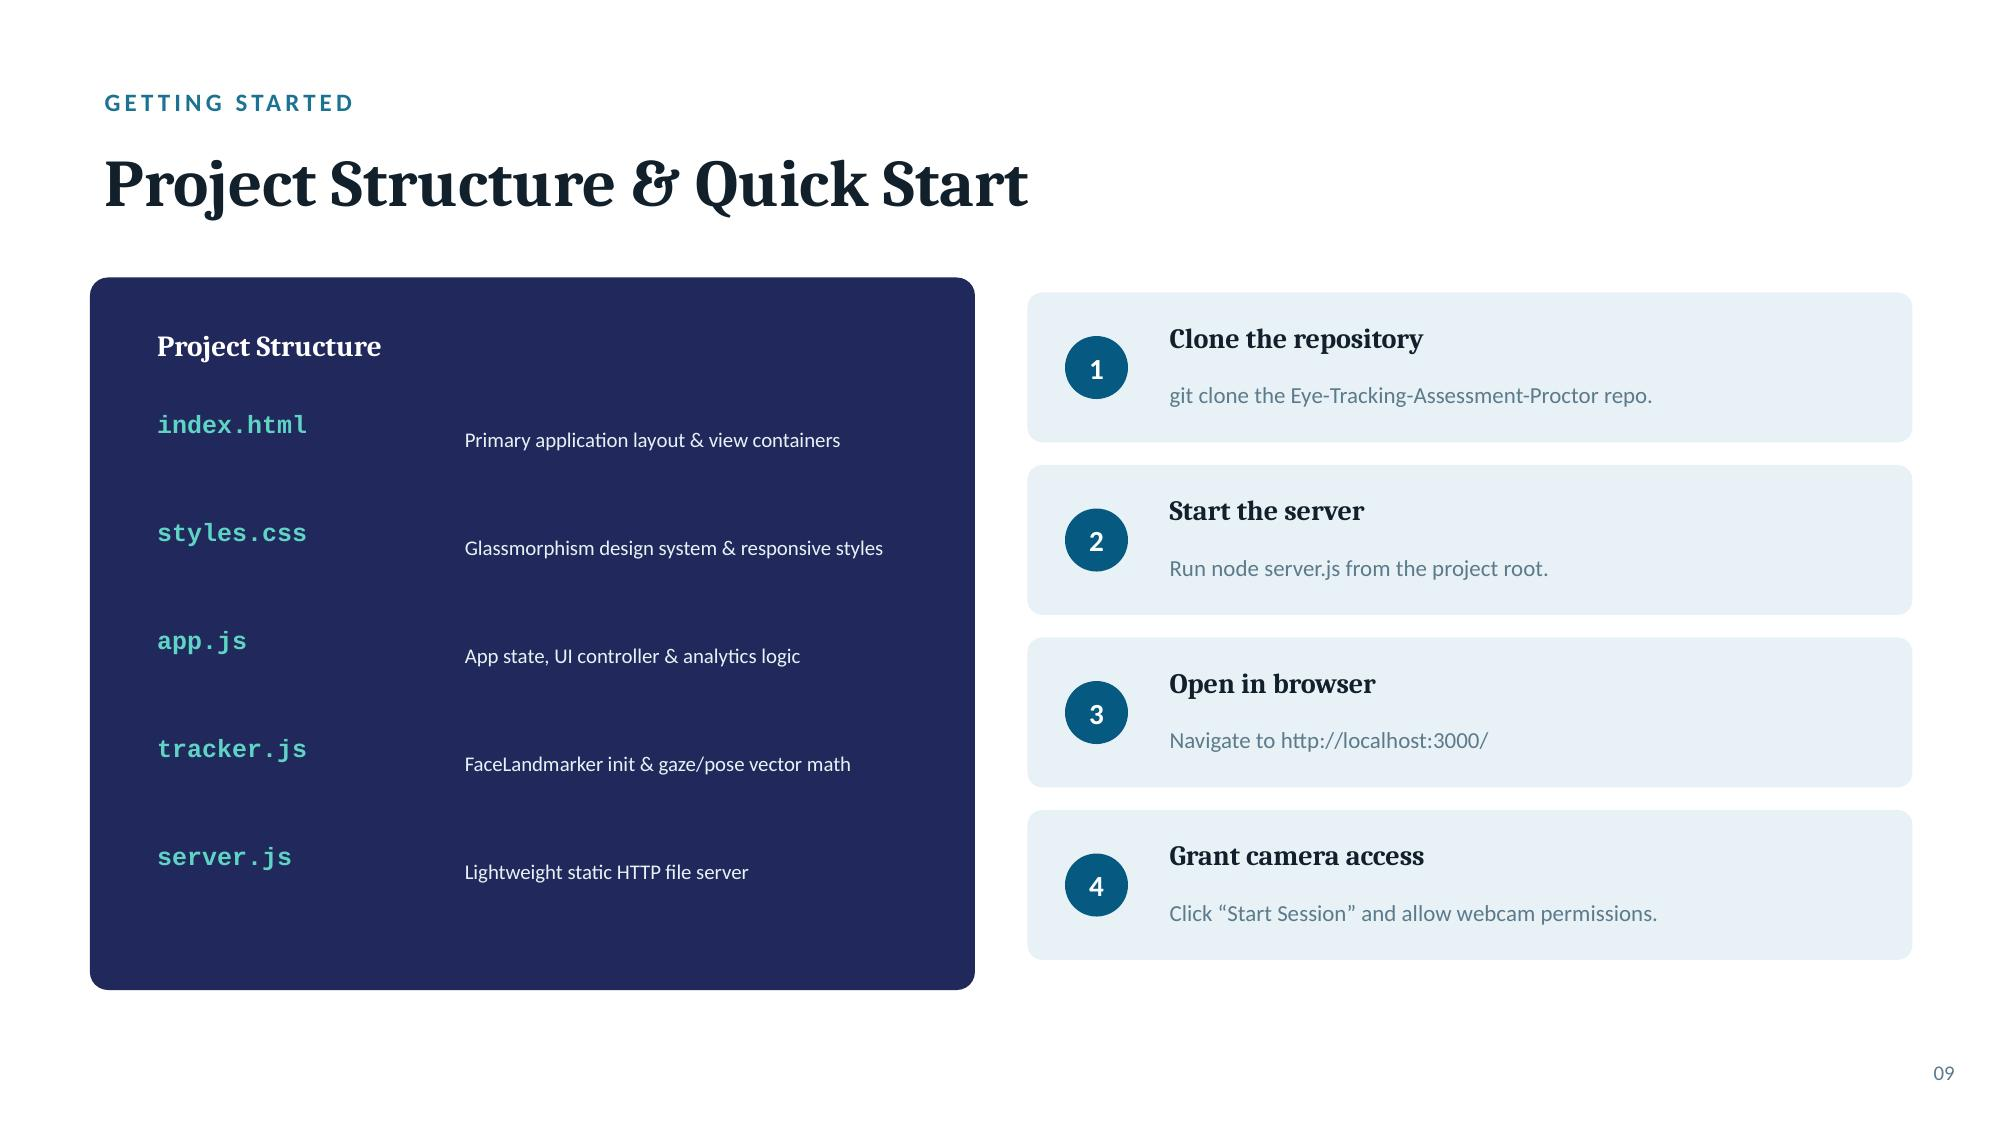 GETTING STARTED
Project Structure & Quick Start
Project Structure
index.html
Primary application layout & view containers
styles.css
Glassmorphism design system & responsive styles
app.js
App state, UI controller & analytics logic
tracker.js
FaceLandmarker init & gaze/pose vector math
server.js
Lightweight static HTTP file server
1
Clone the repository
git clone the Eye-Tracking-Assessment-Proctor repo.
2
Start the server
Run node server.js from the project root.
3
Open in browser
Navigate to http://localhost:3000/
4
Grant camera access
Click “Start Session” and allow webcam permissions.
09